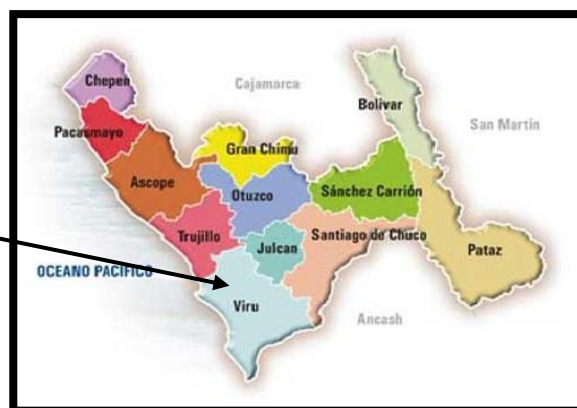 Chepen
Cajamarca
Bolivar
San Martin
Pacasmayo
Gran Chimu
Ascope
Otuzco
Sánchez Carrión
Trujillo
Julcan
Santiago de Chuco
Pataz
OCEANO PACIFICO
Viru
Ancash